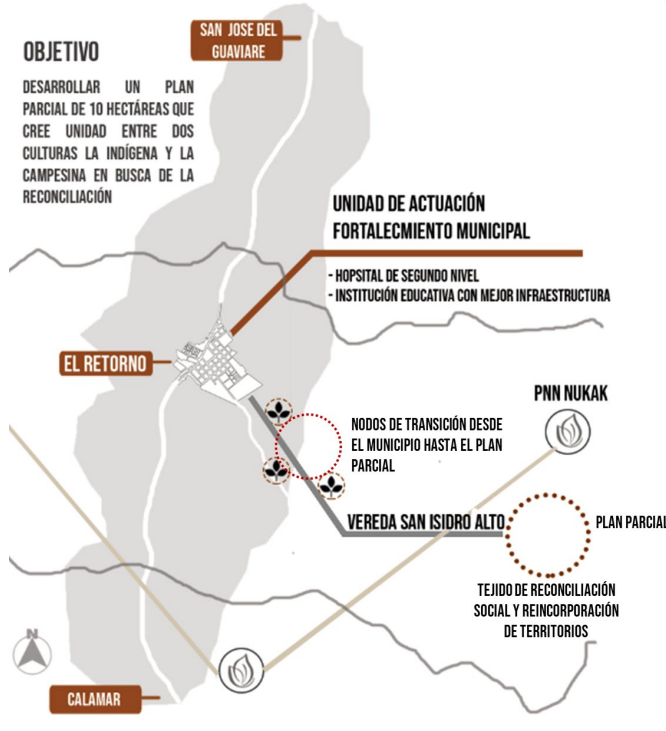 SAN JOSE DEL
GUAVIARE
OBJETIVO
DESARROLLAR UN PLAN
PARCIAL DE 10 HECTÁREAS QUE
CREE UNIDAD ENTRE DOS
CULTURAS LA INDÍGENA Y LA
CAMPESINA EN BUSCA DE LA
RECONCILIACIÓN
UNIDAD DE ACTUACIÓN
FORTALECMIENTO MUNICIPAL
- HOPSITAL DE SEGUNDO NIVEL
- INSTITUCIÓN EDUCATIVA CON MEJOR INFRAESTRUCTURA
EL RETORNO
PNN NUKAK
NODOS DE TRANSICIÓN DESDE
EL MUNICIPIO HASTA EL PLAN
PARCIAL
VEREDA SAN ISIDRO ALTO
PLAN PARCIAL
TEJIDO DE RECONCILIACIÓN
SOCIAL Y REINCORPORACIÓN
DE TERRITORIOS
N
CALAMAR